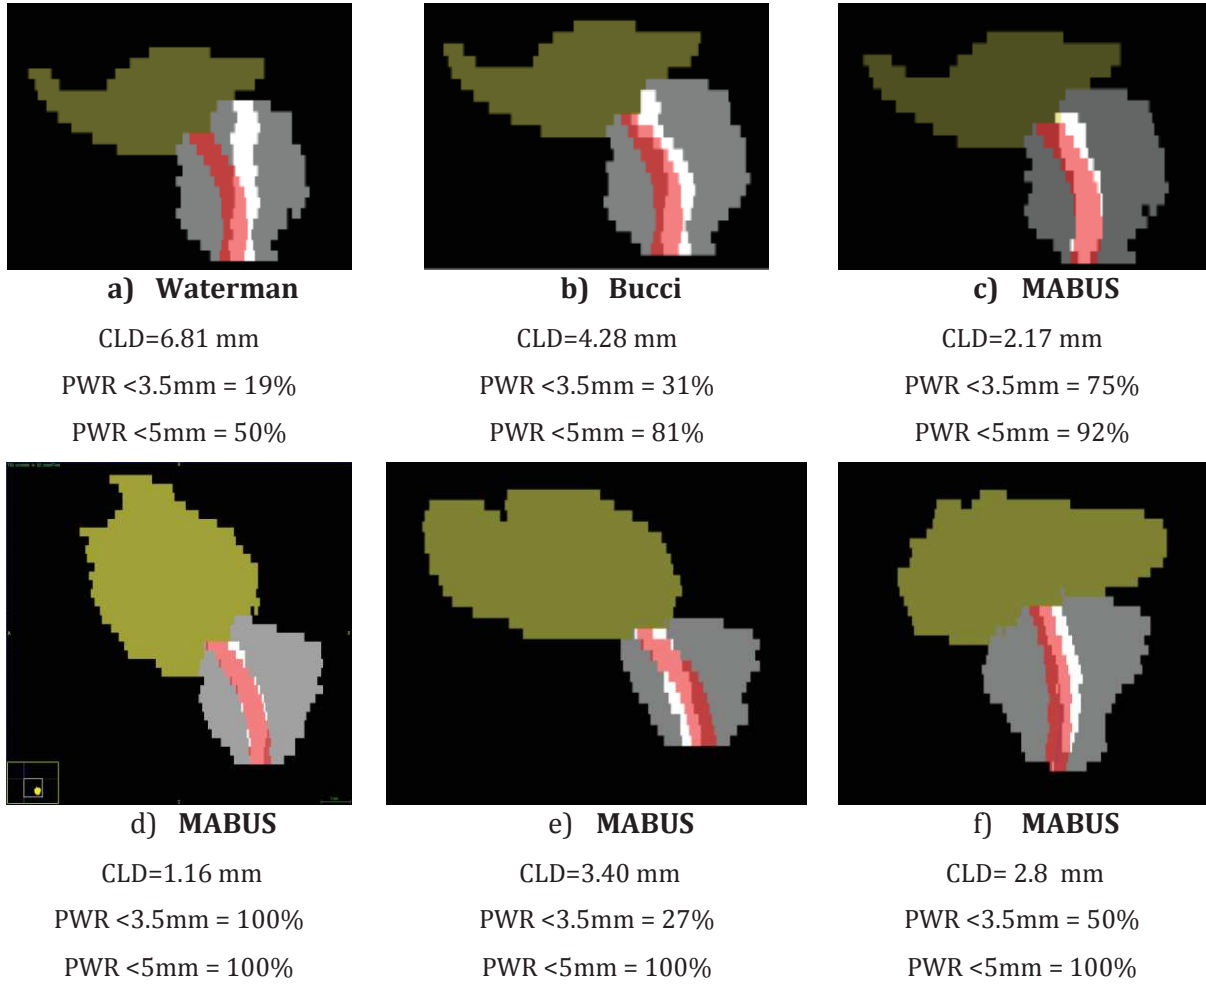 a) Waterman
CLD=6.81 mm
PWR <3.5mm = 19%
PWR <5mm = 50%
b) Bucci
CLD=4.28 mm
PWR <3.5mm = 31%
PWR <5mm = 81%
c) MABUS
CLD=2.17 mm
PWR <3.5mm = 75%
PWR <5mm = 92%
d) MABUS
CLD=1.16 mm
PWR <3.5mm = 100%
PWR <5mm = 100%
e) MABUS
CLD=3.40 mm
PWR <3.5mm = 27%
PWR <5mm = 100%
f) MABUS
CLD= 2.8 mm
PWR <3.5mm = 50%
PWR <5mm = 100%